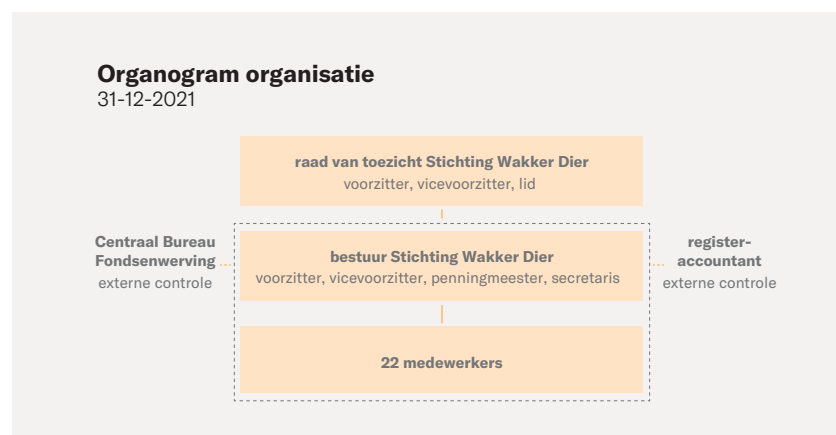 Organogram organisatie
31-12-2021
raad van toezicht Stichting Wakker Dier
voorzitter, vicevoorzitter, lid
Centraal Bureau
Fondsenwerving
externe controle
bestuur Stichting Wakker Dier
voorzitter, vicevoorzitter, penningmeester, secretaris
register-
accountant
externe controle
22 medewerkers